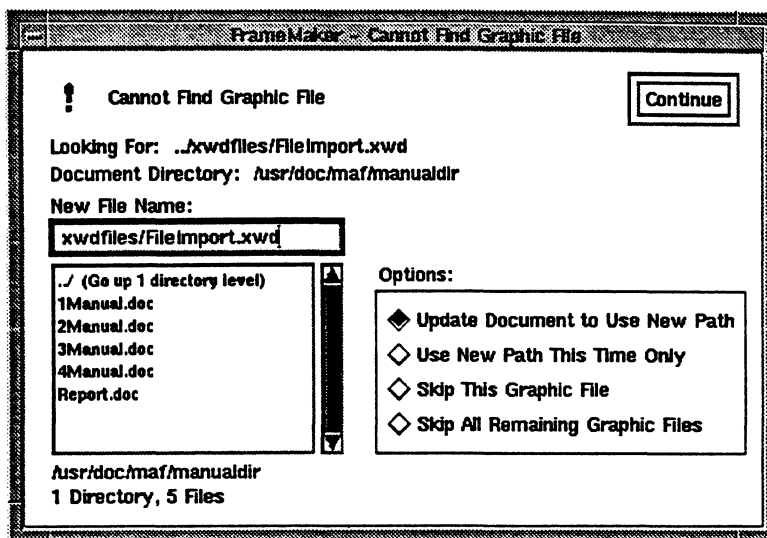 FrameMaker - Cannot Find Graphic File
! Cannot Find Graphic File
Continue
Looking For: ../xwdfiles/FileImport.xwd
Document Directory: /usr/doc/maf/manualdir
New File Name:
xwdfiles/FileImport.xwd
../ (Go up 1 directory level)
1Manual.doc
2Manual.doc
3Manual.doc
4Manual.doc
Report.doc
Options:
Update Document to Use New Path
Use New Path This Time Only
Skip This Graphic File
Skip All Remaining Graphic Files
/usr/doc/maf/manualdir
1 Directory, 5 Files